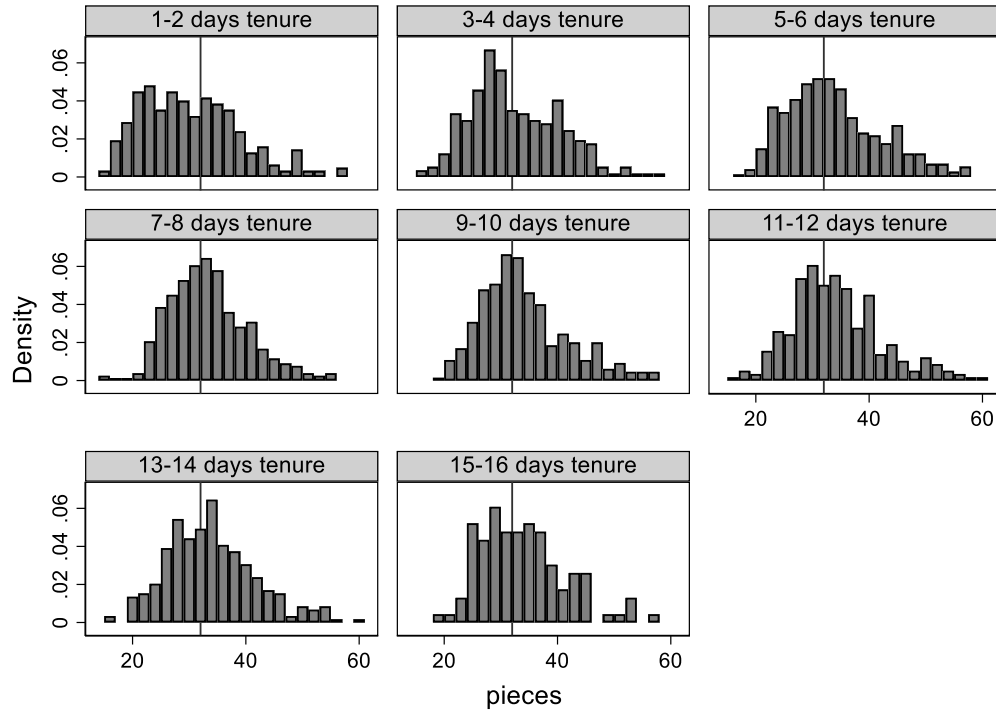 1-2 days tenure
3-4 days tenure
5-6 days tenure
.06
.04
.02
0
7-8 days tenure
9-10 days tenure
11-12 days tenure
.06
.04
.02
0
20 40 60
13-14 days tenure
15-16 days tenure
.06
.04
.02
0
20 40 60
20 40 60
Density
pieces